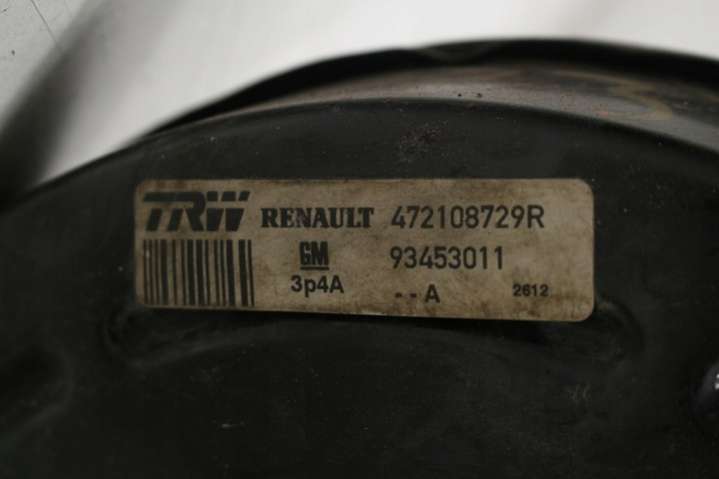 TRW RENAULT 472108729R
GM 93453011
3p4A --A 2612